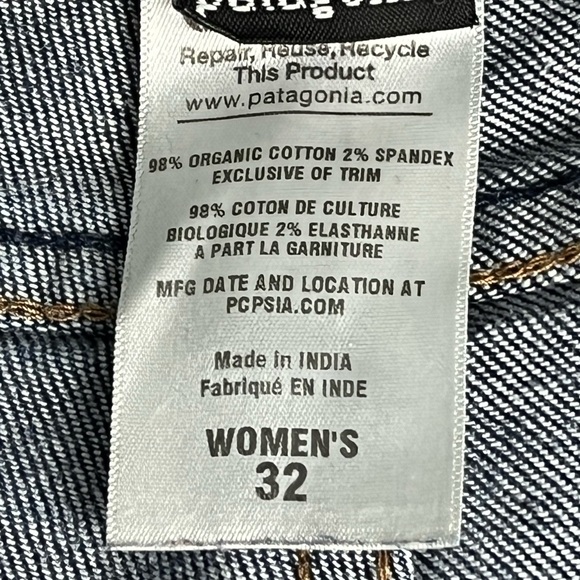 patagonia
Repair, Reuse, Recycle
This Product
www.patagonia.com
98% ORGANIC COTTON 2% SPANDEX
EXCLUSIVE OF TRIM
98% COTON DE CULTURE
BIOLOGIQUE 2% ELASTHANNE
A PART LA GARNITURE
MFG DATE AND LOCATION AT
PCPSIA.COM
Made in INDIA
Fabriqué EN INDE
WOMEN'S
32